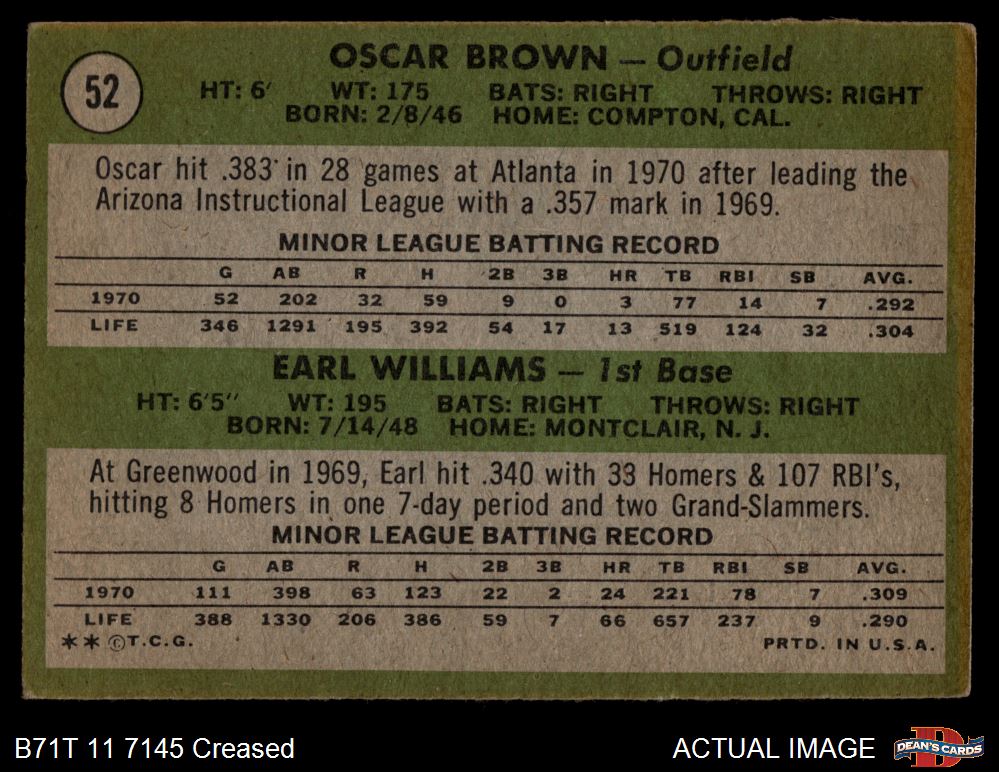 52
OSCAR BROWN — Outfield
HT: 6' WT: 175 BATS: RIGHT THROWS: RIGHT
BORN: 2/8/46 HOME: COMPTON, CAL.
Oscar hit .383 in 28 games at Atlanta in 1970 after leading the
Arizona Instructional League with a .357 mark in 1969.
MINOR LEAGUE BATTING RECORD
G AB R H 2B 3B HR TB RBI SB AVG.
1970 52 202 32 59 9 0 3 77 14 7 .292
LIFE 346 1291 195 392 54 17 13 519 124 32 .304
EARL WILLIAMS — 1st Base
HT: 6'5" WT: 195 BATS: RIGHT THROWS: RIGHT
BORN: 7/14/48 HOME: MONTCLAIR, N. J.
At Greenwood in 1969, Earl hit .340 with 33 Homers & 107 RBI's,
hitting 8 Homers in one 7-day period and two Grand-Slammers.
MINOR LEAGUE BATTING RECORD
G AB R H 2B 3B HR TB RBI SB AVG.
1970 111 398 63 123 22 2 24 221 78 7 .309
LIFE 388 1330 206 386 59 7 66 657 237 9 .290
** ©T.C.G. PRTD. IN U.S.A.
B71T 11 7145 Creased ACTUAL IMAGE DEAN'S CARDS